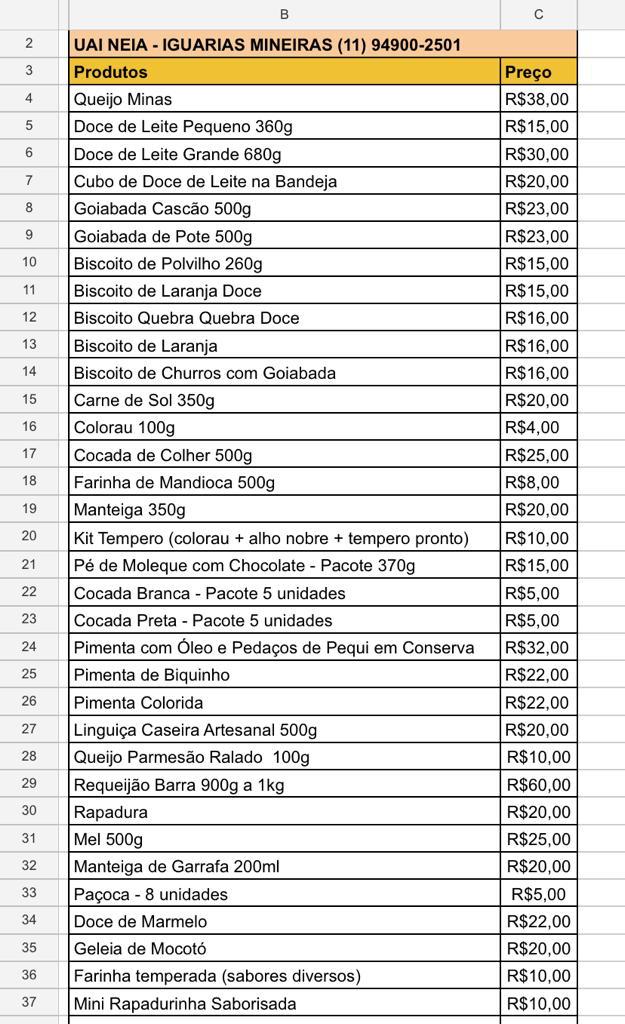 B C
2 UAI NEIA - IGUARIAS MINEIRAS (11) 94900-2501
3 Produtos Preço
4 Queijo Minas R$38,00
5 Doce de Leite Pequeno 360g R$15,00
6 Doce de Leite Grande 680g R$30,00
7 Cubo de Doce de Leite na Bandeja R$20,00
8 Goiabada Cascão 500g R$23,00
9 Goiabada de Pote 500g R$23,00
10 Biscoito de Polvilho 260g R$15,00
11 Biscoito de Laranja Doce R$15,00
12 Biscoito Quebra Quebra Doce R$16,00
13 Biscoito de Laranja R$16,00
14 Biscoito de Churros com Goiabada R$16,00
15 Carne de Sol 350g R$20,00
16 Colorau 100g R$4,00
17 Cocada de Colher 500g R$25,00
18 Farinha de Mandioca 500g R$8,00
19 Manteiga 350g R$20,00
20 Kit Tempero (colorau + alho nobre + tempero pronto) R$10,00
21 Pé de Moleque com Chocolate - Pacote 370g R$15,00
22 Cocada Branca - Pacote 5 unidades R$5,00
23 Cocada Preta - Pacote 5 unidades R$5,00
24 Pimenta com Óleo e Pedaços de Pequi em Conserva R$32,00
25 Pimenta de Biquinho R$22,00
26 Pimenta Colorida R$22,00
27 Linguiça Caseira Artesanal 500g R$20,00
28 Queijo Parmesão Ralado 100g R$10,00
29 Requeijão Barra 900g a 1kg R$60,00
30 Rapadura R$20,00
31 Mel 500g R$25,00
32 Manteiga de Garrafa 200ml R$20,00
33 Paçoca - 8 unidades R$5,00
34 Doce de Marmelo R$22,00
35 Geleia de Mocotó R$20,00
36 Farinha temperada (sabores diversos) R$10,00
37 Mini Rapadurinha Saborisada R$10,00